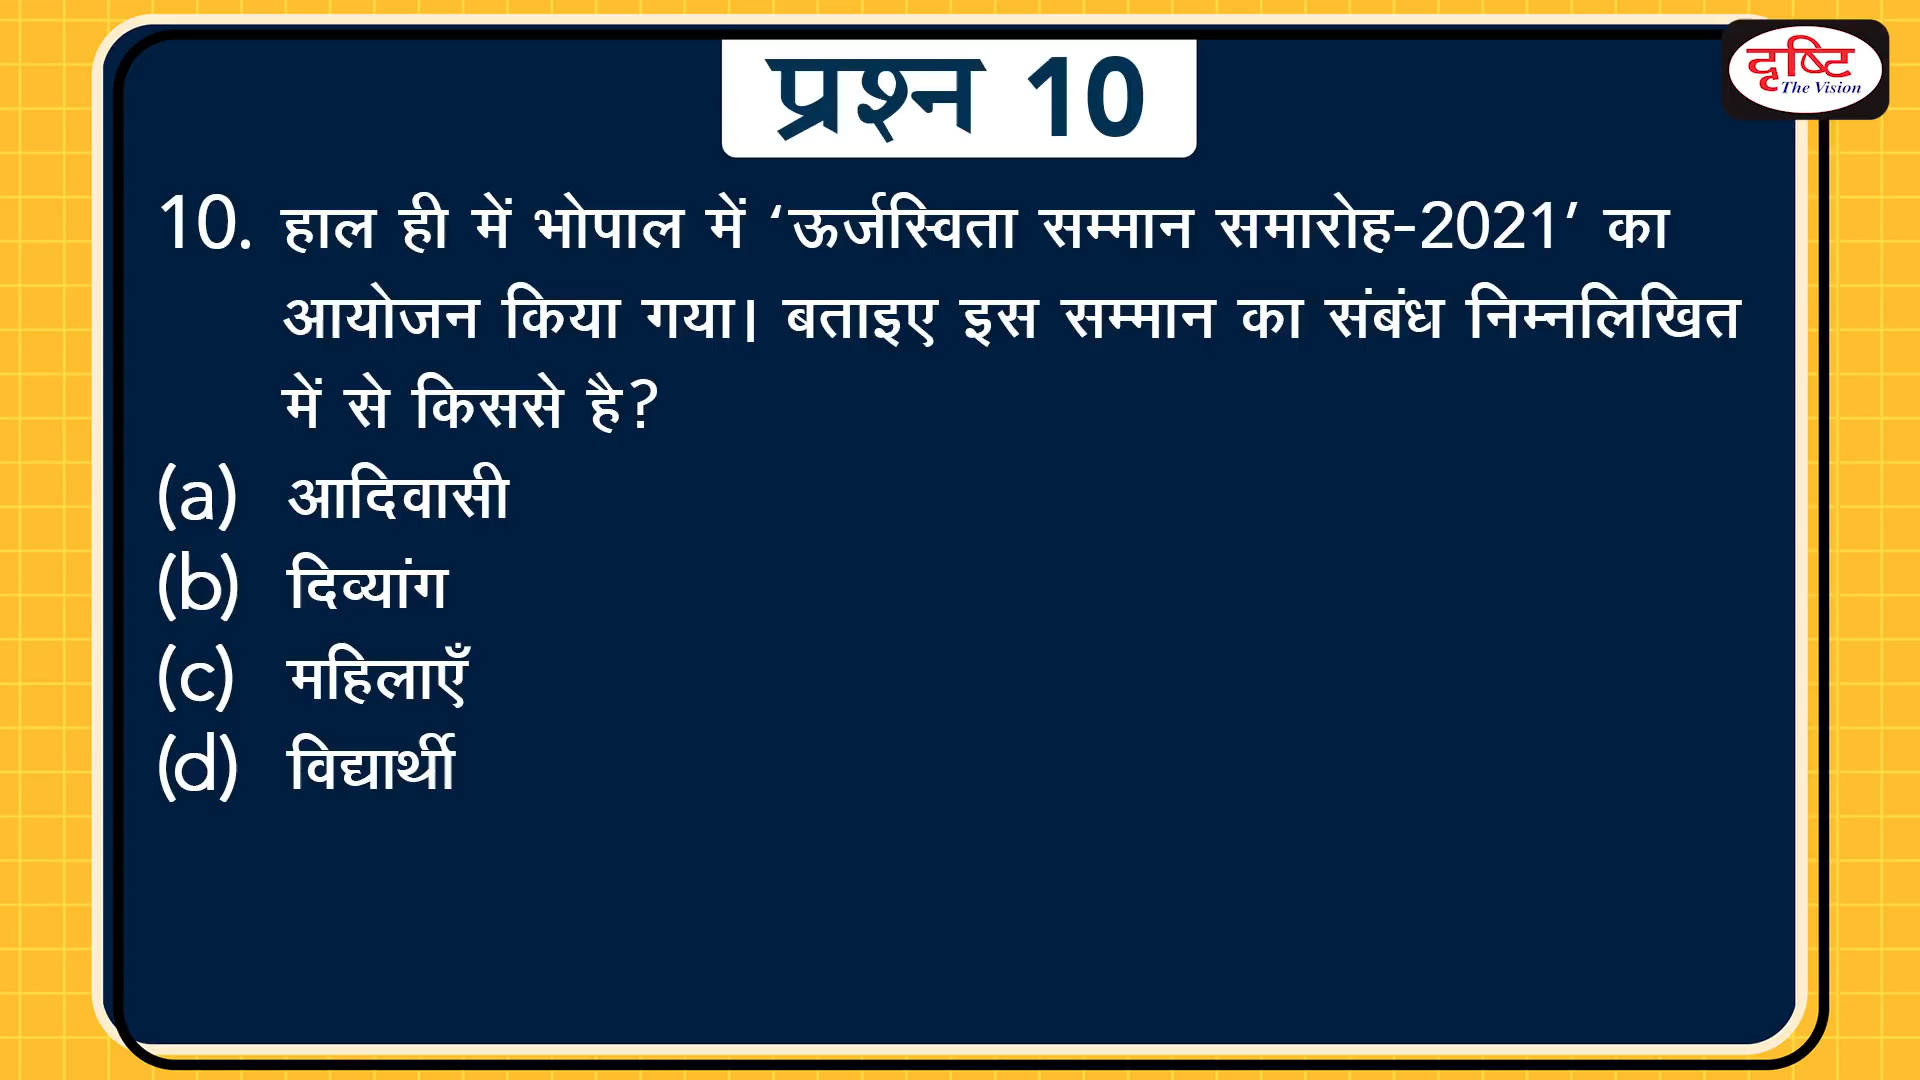 प्रश्न 10
दृष्टि
The Vision
10. हाल ही में भोपाल में ‘ऊर्जस्विता सम्मान समारोह-2021’ का
आयोजन किया गया। बताइए इस सम्मान का संबंध निम्नलिखित
में से किससे है?
(a) आदिवासी
(b) दिव्यांग
(c) महिलाएँ
(d) विद्यार्थी